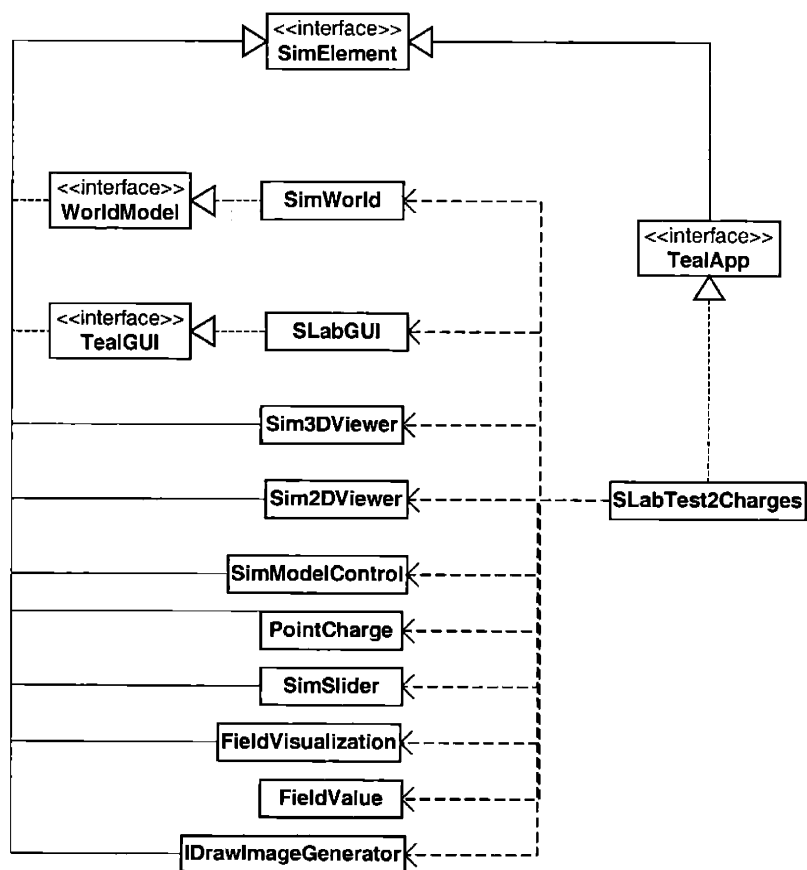 <<interface>>
SimElement
<<interface>>
WorldModel
SimWorld
<<interface>>
TealApp
<<interface>>
TealGUI
SLabGUI
Sim3DViewer
Sim2DViewer
SLabTest2Charges
SimModelControl
PointCharge
SimSlider
FieldVisualization
FieldValue
IDrawImageGenerator